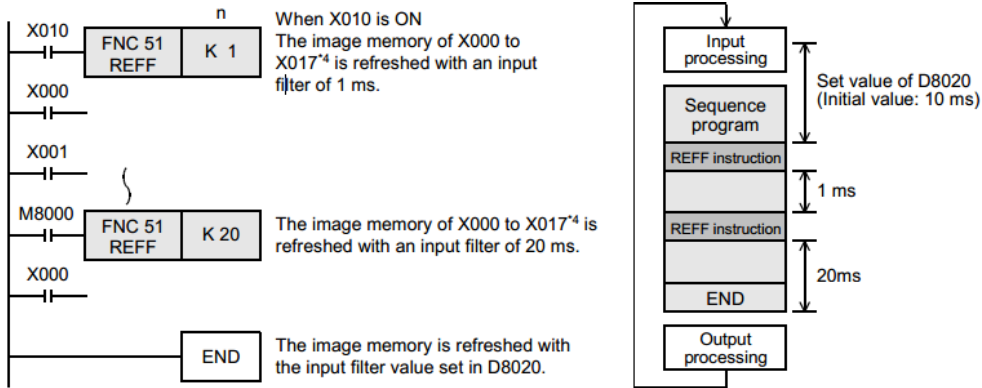 n
X010
FNC 51
REFF
K 1
When X010 is ON
The image memory of X000 to
X017*4 is refreshed with an input
filter of 1 ms.
X000
X001
M8000
FNC 51
REFF
K 20
The image memory of X000 to X017*4 is
refreshed with an input filter of 20 ms.
X000
END
The image memory is refreshed with
the input filter value set in D8020.
Input
processing
Set value of D8020
(Initial value: 10 ms)
Sequence
program
REFF instruction
1 ms
REFF instruction
20ms
END
Output
processing